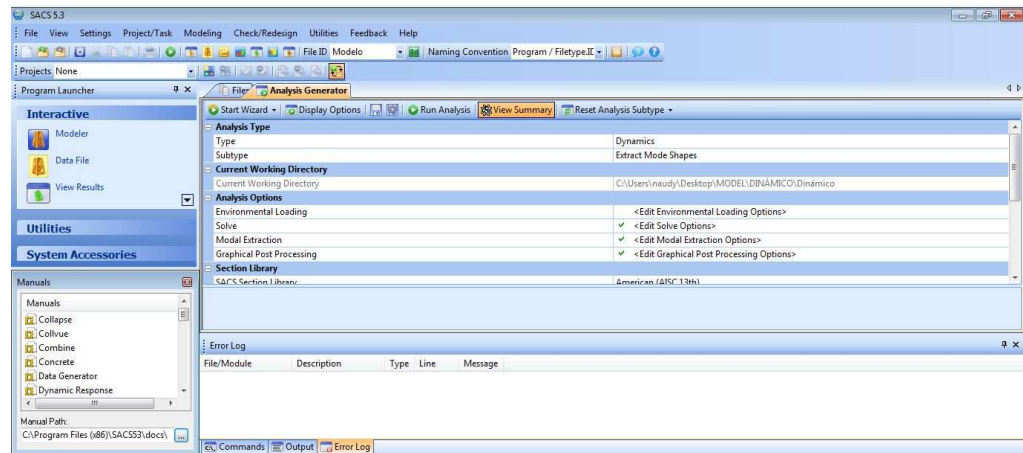 SACS 5.3
File View Settings Project/Task Modeling Check/Redesign Utilities Feedback Help
File ID Modelo Naming Convention Program / Filetype.
Projects None
Program Launcher
Files Analysis Generator
Interactive
Start Wizard Display Options Run Analysis View Summary Reset Analysis Subtype
Modeler
Data File
View Results
Utilities
System Accessories
Analysis Type
Type Dynamics
Subtype Extract Mode Shapes
Current Working Directory
Current Working Directory C:\Users\naudy\Desktop\MODEL\DINÁMICO\Dinámico
Analysis Options
Environmental Loading <Edit Environmental Loading Options>
Solve <Edit Solve Options>
Modal Extraction <Edit Modal Extraction Options>
Graphical Post Processing <Edit Graphical Post Processing Options>
Section Library
SACS Section Library American (AISC 13th)
Manuals
Manuals
Collapse
Collvue
Combine
Concrete
Data Generator
Dynamic Response
Manual Path:
C:\Program Files (x86)\SACS53\docs\ ...
Error Log
File/Module Description Type Line Message
Commands Output Error Log